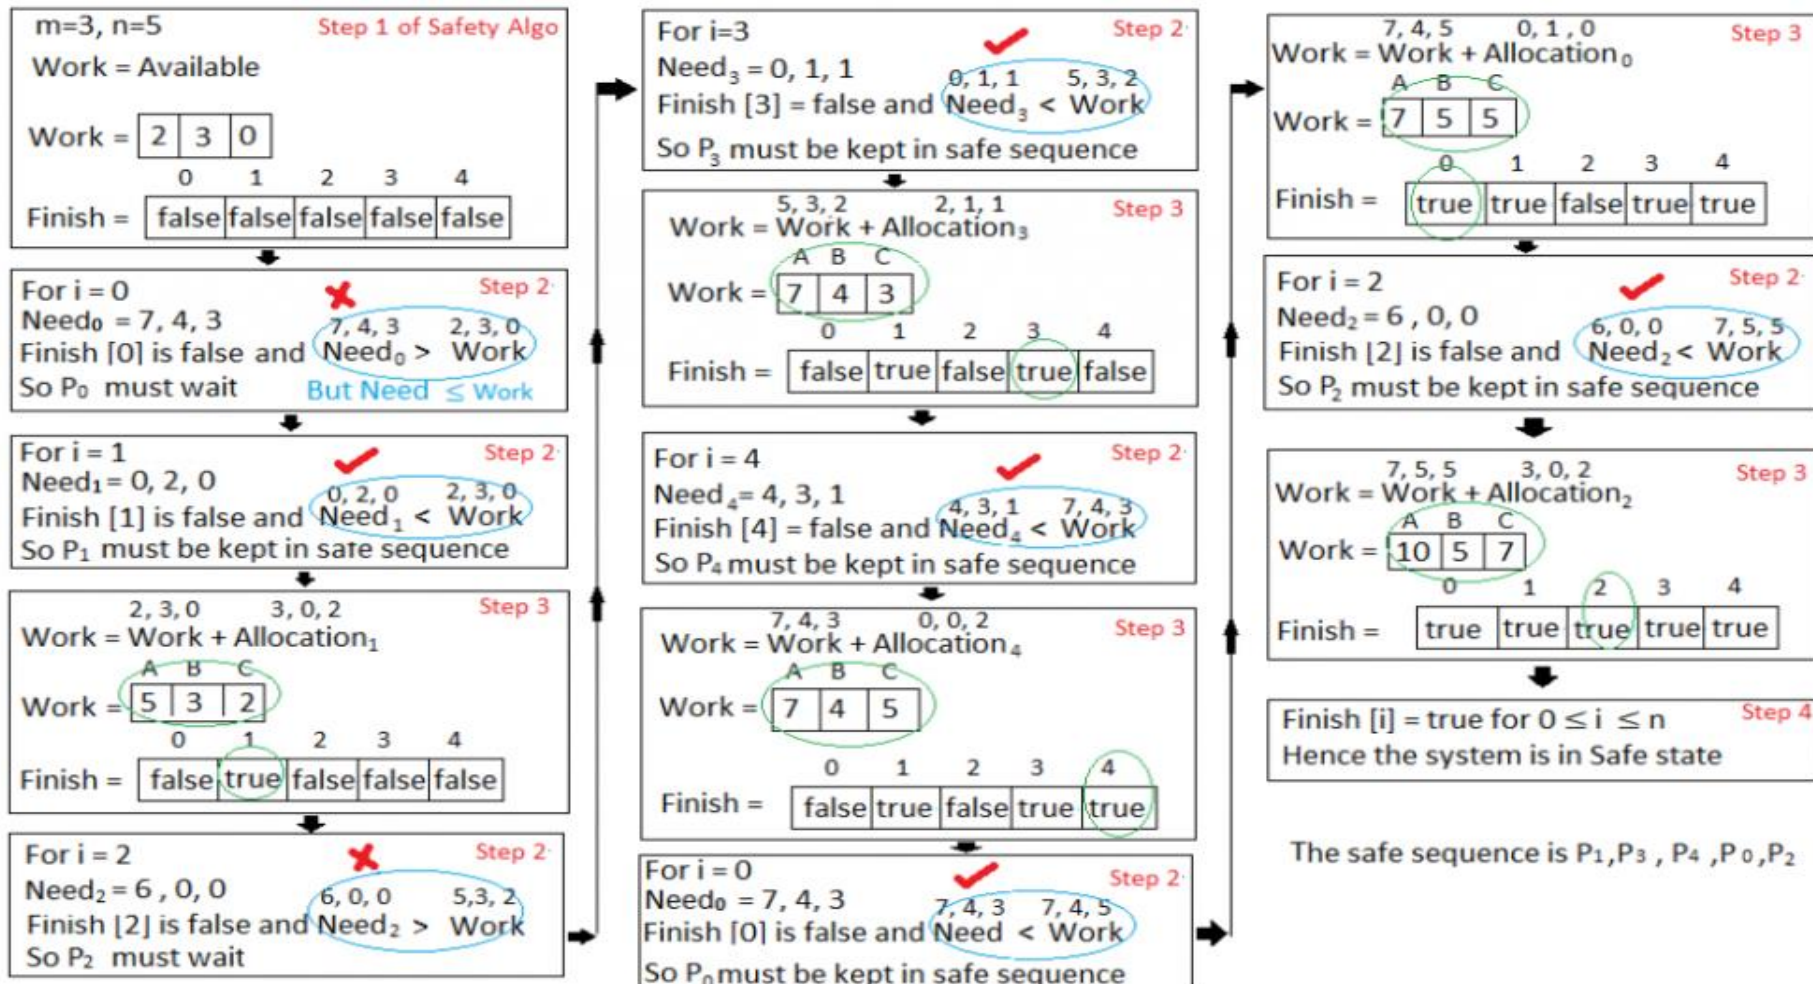 m=3, n=5 Step 1 of Safety Algo
Work = Available
Work = 2 3 0
0 1 2 3 4
Finish = false false false false false
For i = 0 Step 2
Need₀ = 7, 4, 3
7, 4, 3 2, 3, 0
Finish [0] is false and Need₀ > Work
So P₀ must wait But Need ≤ Work
For i = 1 Step 2
Need₁ = 0, 2, 0
0, 2, 0 2, 3, 0
Finish [1] is false and Need₁ < Work
So P₁ must be kept in safe sequence
Step 3
2, 3, 0 3, 0, 2
Work = Work + Allocation₁
A B C
Work = 5 3 2
0 1 2 3 4
Finish = false true false false false
For i = 2 Step 2
Need₂ = 6 , 0, 0
6, 0, 0 5,3, 2
Finish [2] is false and Need₂ > Work
So P₂ must wait
For i=3 Step 2
Need₃ = 0, 1, 1
0, 1, 1 5, 3, 2
Finish [3] = false and Need₃ < Work
So P₃ must be kept in safe sequence
Step 3
5, 3, 2 2, 1, 1
Work = Work + Allocation₃
A B C
Work = 7 4 3
0 1 2 3 4
Finish = false true false true false
For i = 4 Step 2
Need₄ = 4, 3, 1
4, 3, 1 7, 4, 3
Finish [4] = false and Need₄ < Work
So P₄ must be kept in safe sequence
Step 3
7, 4, 3 0, 0, 2
Work = Work + Allocation₄
A B C
Work = 7 4 5
0 1 2 3 4
Finish = false true false true true
For i = 0 Step 2
Need₀ = 7, 4, 3
7, 4, 3 7, 4, 5
Finish [0] is false and Need < Work
So P₀ must be kept in safe sequence
Step 3
7, 4, 5 0, 1 , 0
Work = Work + Allocation₀
A B C
Work = 7 5 5
0 1 2 3 4
Finish = true true false true true
For i = 2 Step 2
Need₂ = 6 , 0, 0
6, 0, 0 7, 5, 5
Finish [2] is false and Need₂ < Work
So P₂ must be kept in safe sequence
Step 3
7, 5, 5 3, 0, 2
Work = Work + Allocation₂
A B C
Work = 10 5 7
0 1 2 3 4
Finish = true true true true true
Finish [i] = true for 0 ≤ i ≤ n Step 4
Hence the system is in Safe state
The safe sequence is P₁,P₃ , P₄ ,P₀,P₂